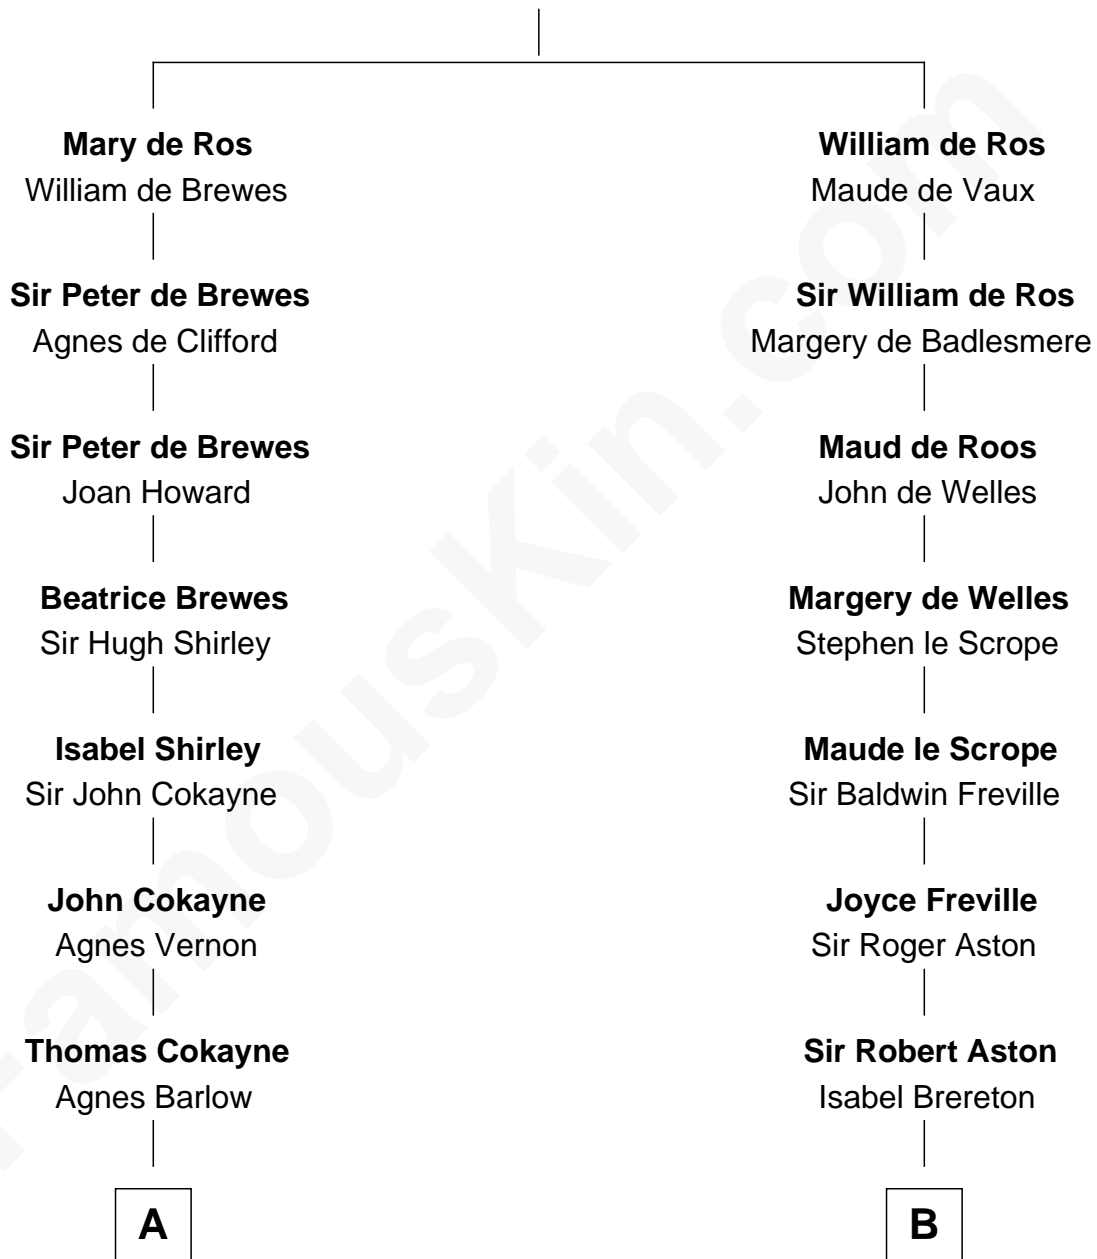 Mary de Ros
William de Brewes
Sir Peter de Brewes
Agnes de Clifford
Sir Peter de Brewes
Joan Howard
Beatrice Brewes
Sir Hugh Shirley
Isabel Shirley
Sir John Cokayne
John Cokayne
Agnes Vernon
Thomas Cokayne
Agnes Barlow
A
William de Ros
Maude de Vaux
Sir William de Ros
Margery de Badlesmere
Maud de Roos
John de Welles
Margery de Welles
Stephen le Scrope
Maude le Scrope
Sir Baldwin Freville
Joyce Freville
Sir Roger Aston
Sir Robert Aston
Isabel Brereton
B
FamousKin.com